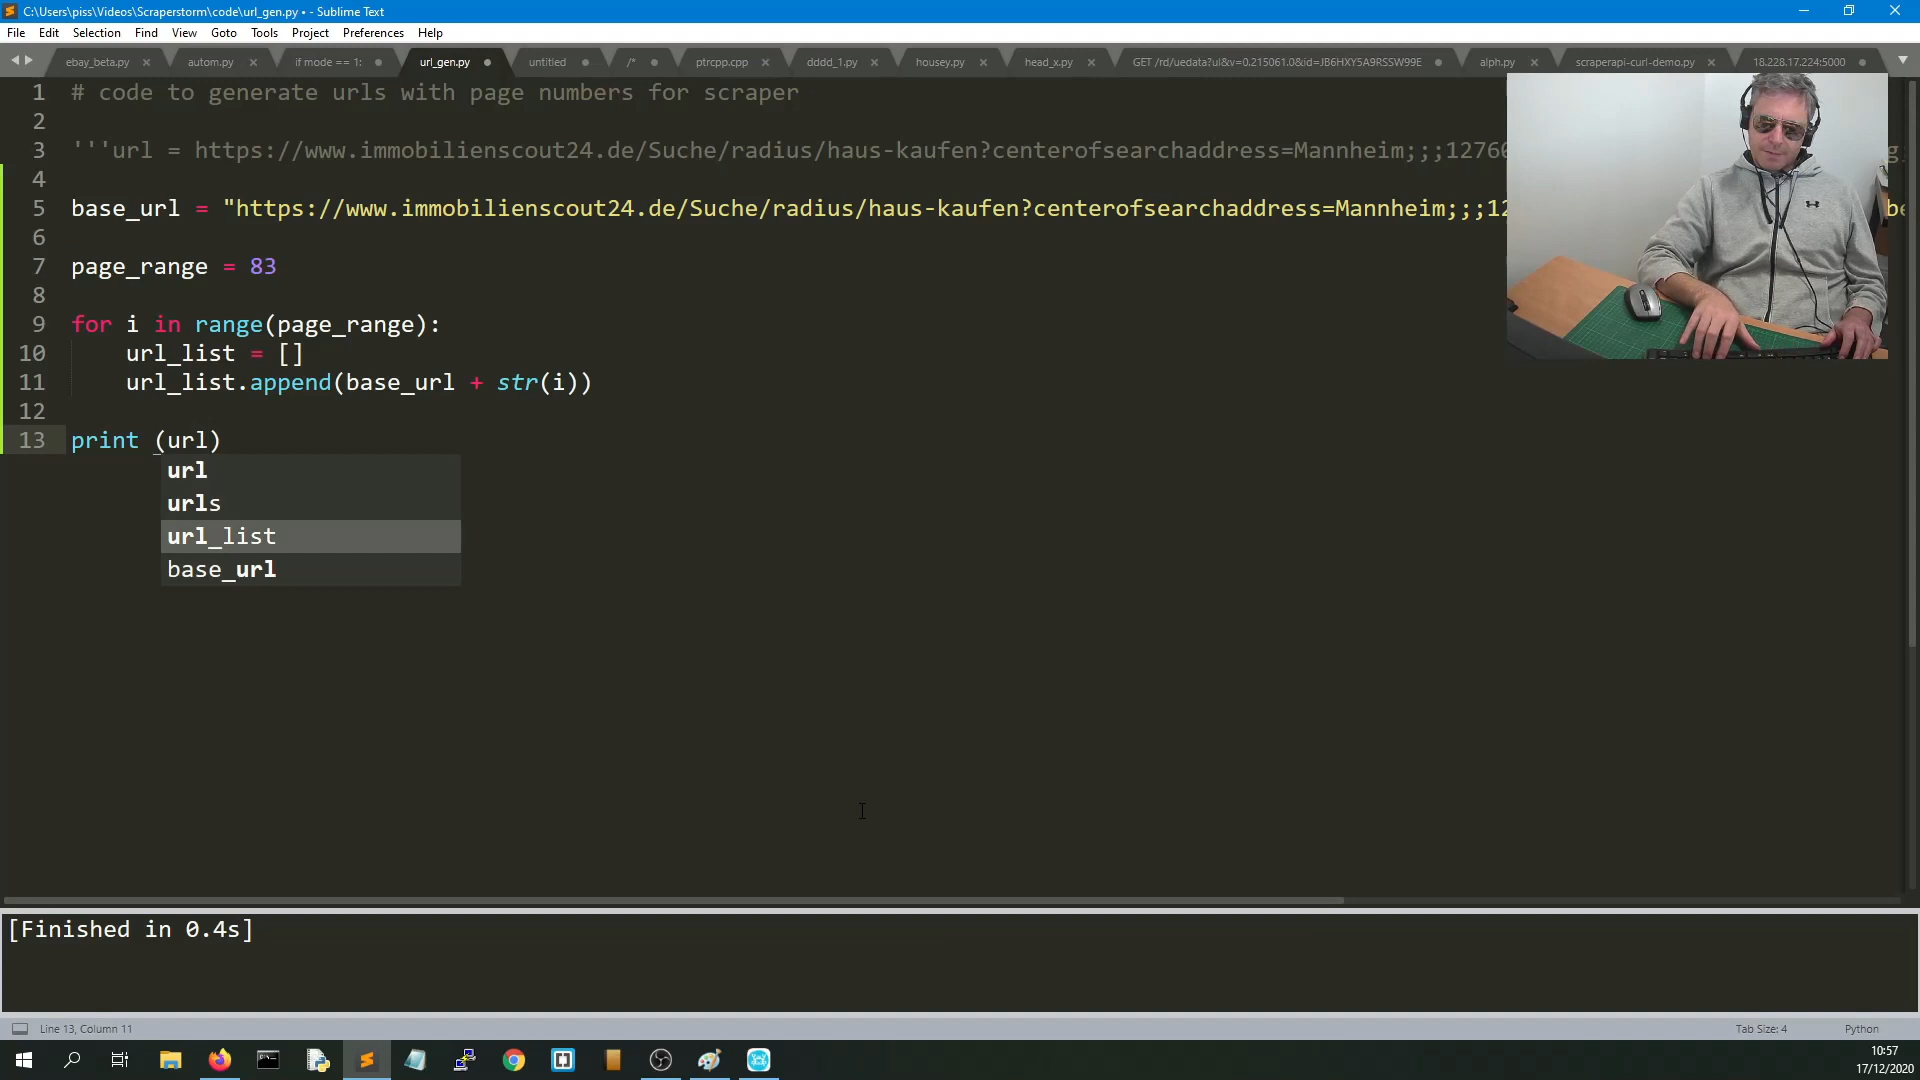 C:\Users\piss\Videos\Scraperstorm\code\url_gen.py • - Sublime Text
File Edit Selection Find View Goto Tools Project Preferences Help
ebay_beta.py autom.py if mode == 1: url_gen.py untitled /* ptrcpp.cpp dddd_1.py housey.py head_x.py GET /rd/uedata?ul&v=0.215061.0&id=JB6HXY5A9RSSW99E alph.py scraperapi-curl-demo.py 18.228.17.224:5000
1 # code to generate urls with page numbers for scraper
2
3 '''url = https://www.immobilienscout24.de/Suche/radius/haus-kaufen?centerofsearchaddress=Mannheim;;;12760
4
5 base_url = "https://www.immobilienscout24.de/Suche/radius/haus-kaufen?centerofsearchaddress=Mannheim;;;12 be
6
7 page_range = 83
8
9 for i in range(page_range):
10 url_list = []
11 url_list.append(base_url + str(i))
12
13 print (url)
url
urls
url_list
base_url
[Finished in 0.4s]
Line 13, Column 11 Tab Size: 4 Python
10:57
17/12/2020